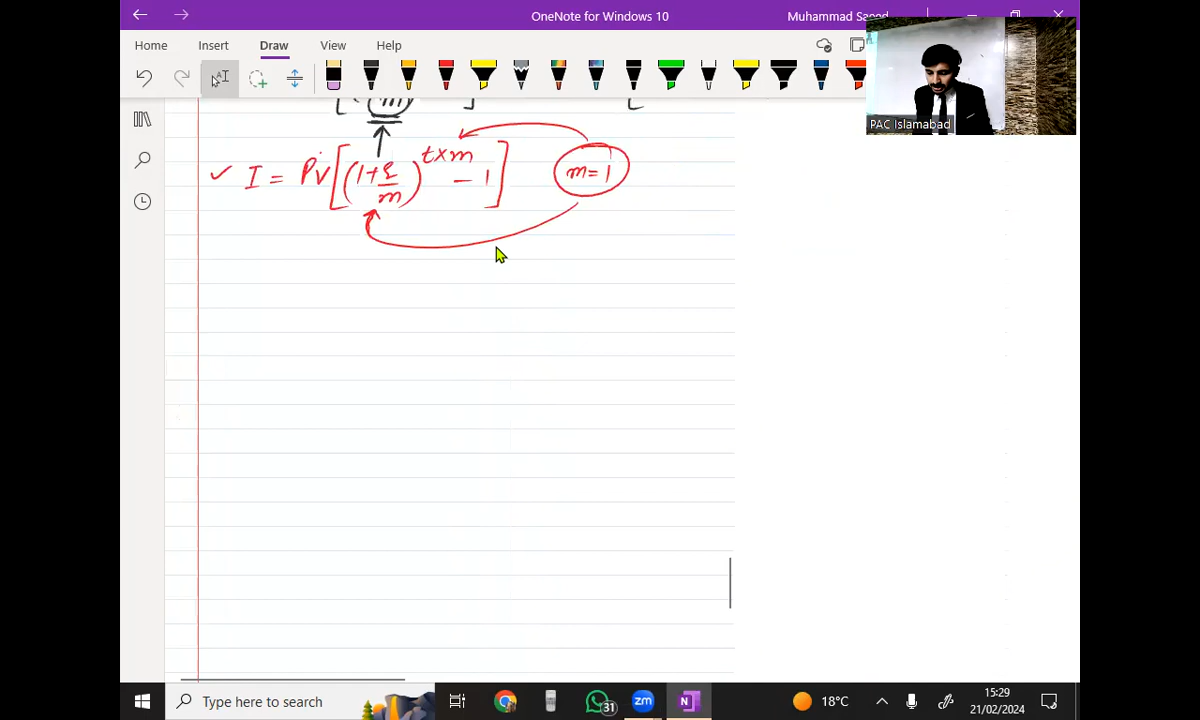 OneNote for Windows 10
Muhammad Saeed
Home Insert Draw View Help
PAC Islamabad
(m)
I = PV[(1+r/m)^t×m - 1]
m=1
Type here to search
31
zm
N
18°C
15:29
21/02/2024